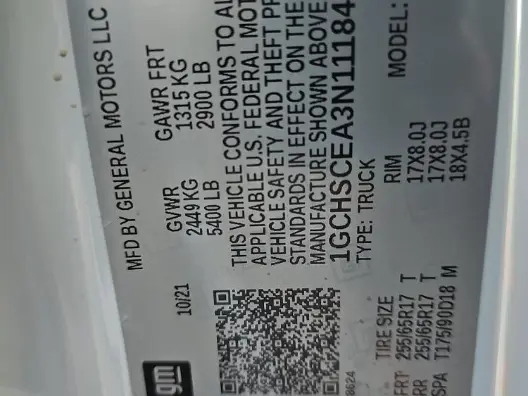 gm
10/21
MFD BY GENERAL MOTORS LLC
GVWR GAWR FRT
2449 KG 1315 KG
5400 LB 2900 LB
THIS VEHICLE CONFORMS TO AL
APPLICABLE U.S. FEDERAL MOT
VEHICLE SAFETY AND THEFT PR
STANDARDS IN EFFECT ON THE
MANUFACTURE SHOWN ABOVE
1GCHSCEA3N11184
TYPE: TRUCK MODEL:
8624
TIRE SIZE RIM
FRT 255/65R17 T 17X8.0J
RR 255/65R17 T 17X8.0J
SPA T175/90D18 M 18X4.5B